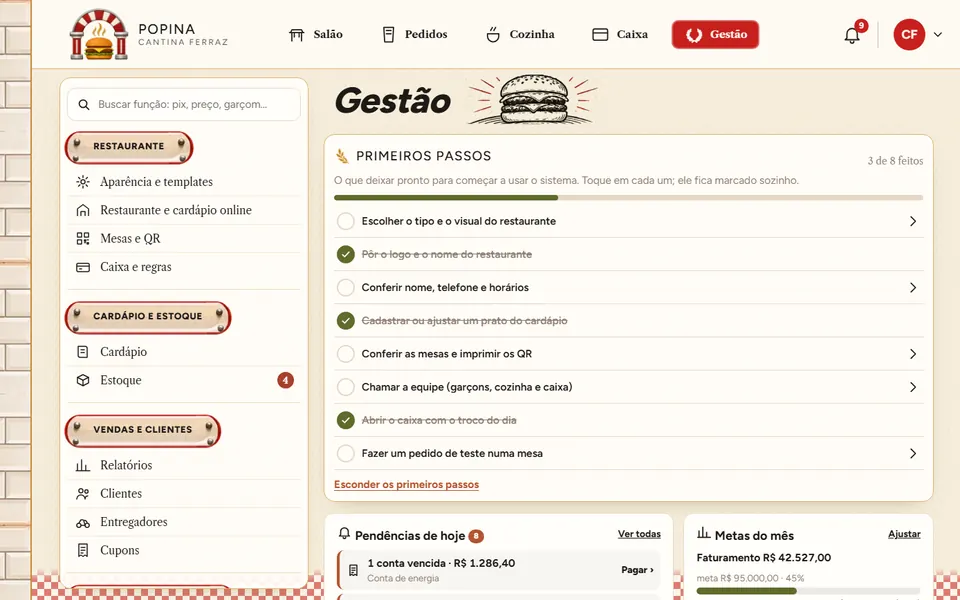 POPINA
CANTINA FERRAZ
Salão
Pedidos
Cozinha
Caixa
Gestão
9
CF
Buscar função: pix, preço, garçom...
RESTAURANTE
Aparência e templates
Restaurante e cardápio online
Mesas e QR
Caixa e regras
CARDÁPIO E ESTOQUE
Cardápio
Estoque
4
VENDAS E CLIENTES
Relatórios
Clientes
Entregadores
Cupons
Gestão
PRIMEIROS PASSOS
3 de 8 feitos
O que deixar pronto para começar a usar o sistema. Toque em cada um; ele fica marcado sozinho.
Escolher o tipo e o visual do restaurante
Pôr o logo e o nome do restaurante
Conferir nome, telefone e horários
Cadastrar ou ajustar um prato do cardápio
Conferir as mesas e imprimir os QR
Chamar a equipe (garçons, cozinha e caixa)
Abrir o caixa com o troco do dia
Fazer um pedido de teste numa mesa
Esconder os primeiros passos
Pendências de hoje 8
Ver todas
1 conta vencida · R$ 1.286,40
Conta de energia
Pagar ›
Metas do mês
Ajustar
Faturamento R$ 42.527,00
meta R$ 95.000,00 · 45%